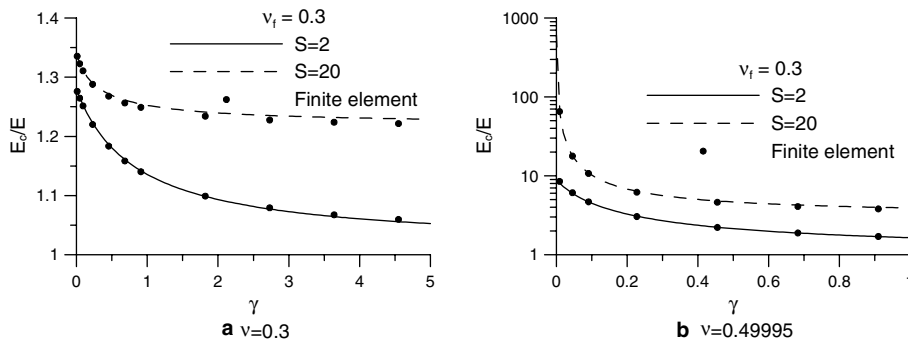 1.4
1.3
1.2
1.1
1
E_c/E
ν_f = 0.3
S=2
S=20
Finite element
0 1 2 3 4 5
γ
a ν=0.3
1000
100
10
1
E_c/E
ν_f = 0.3
S=2
S=20
Finite element
0 0.2 0.4 0.6 0.8 1
γ
b ν=0.49995